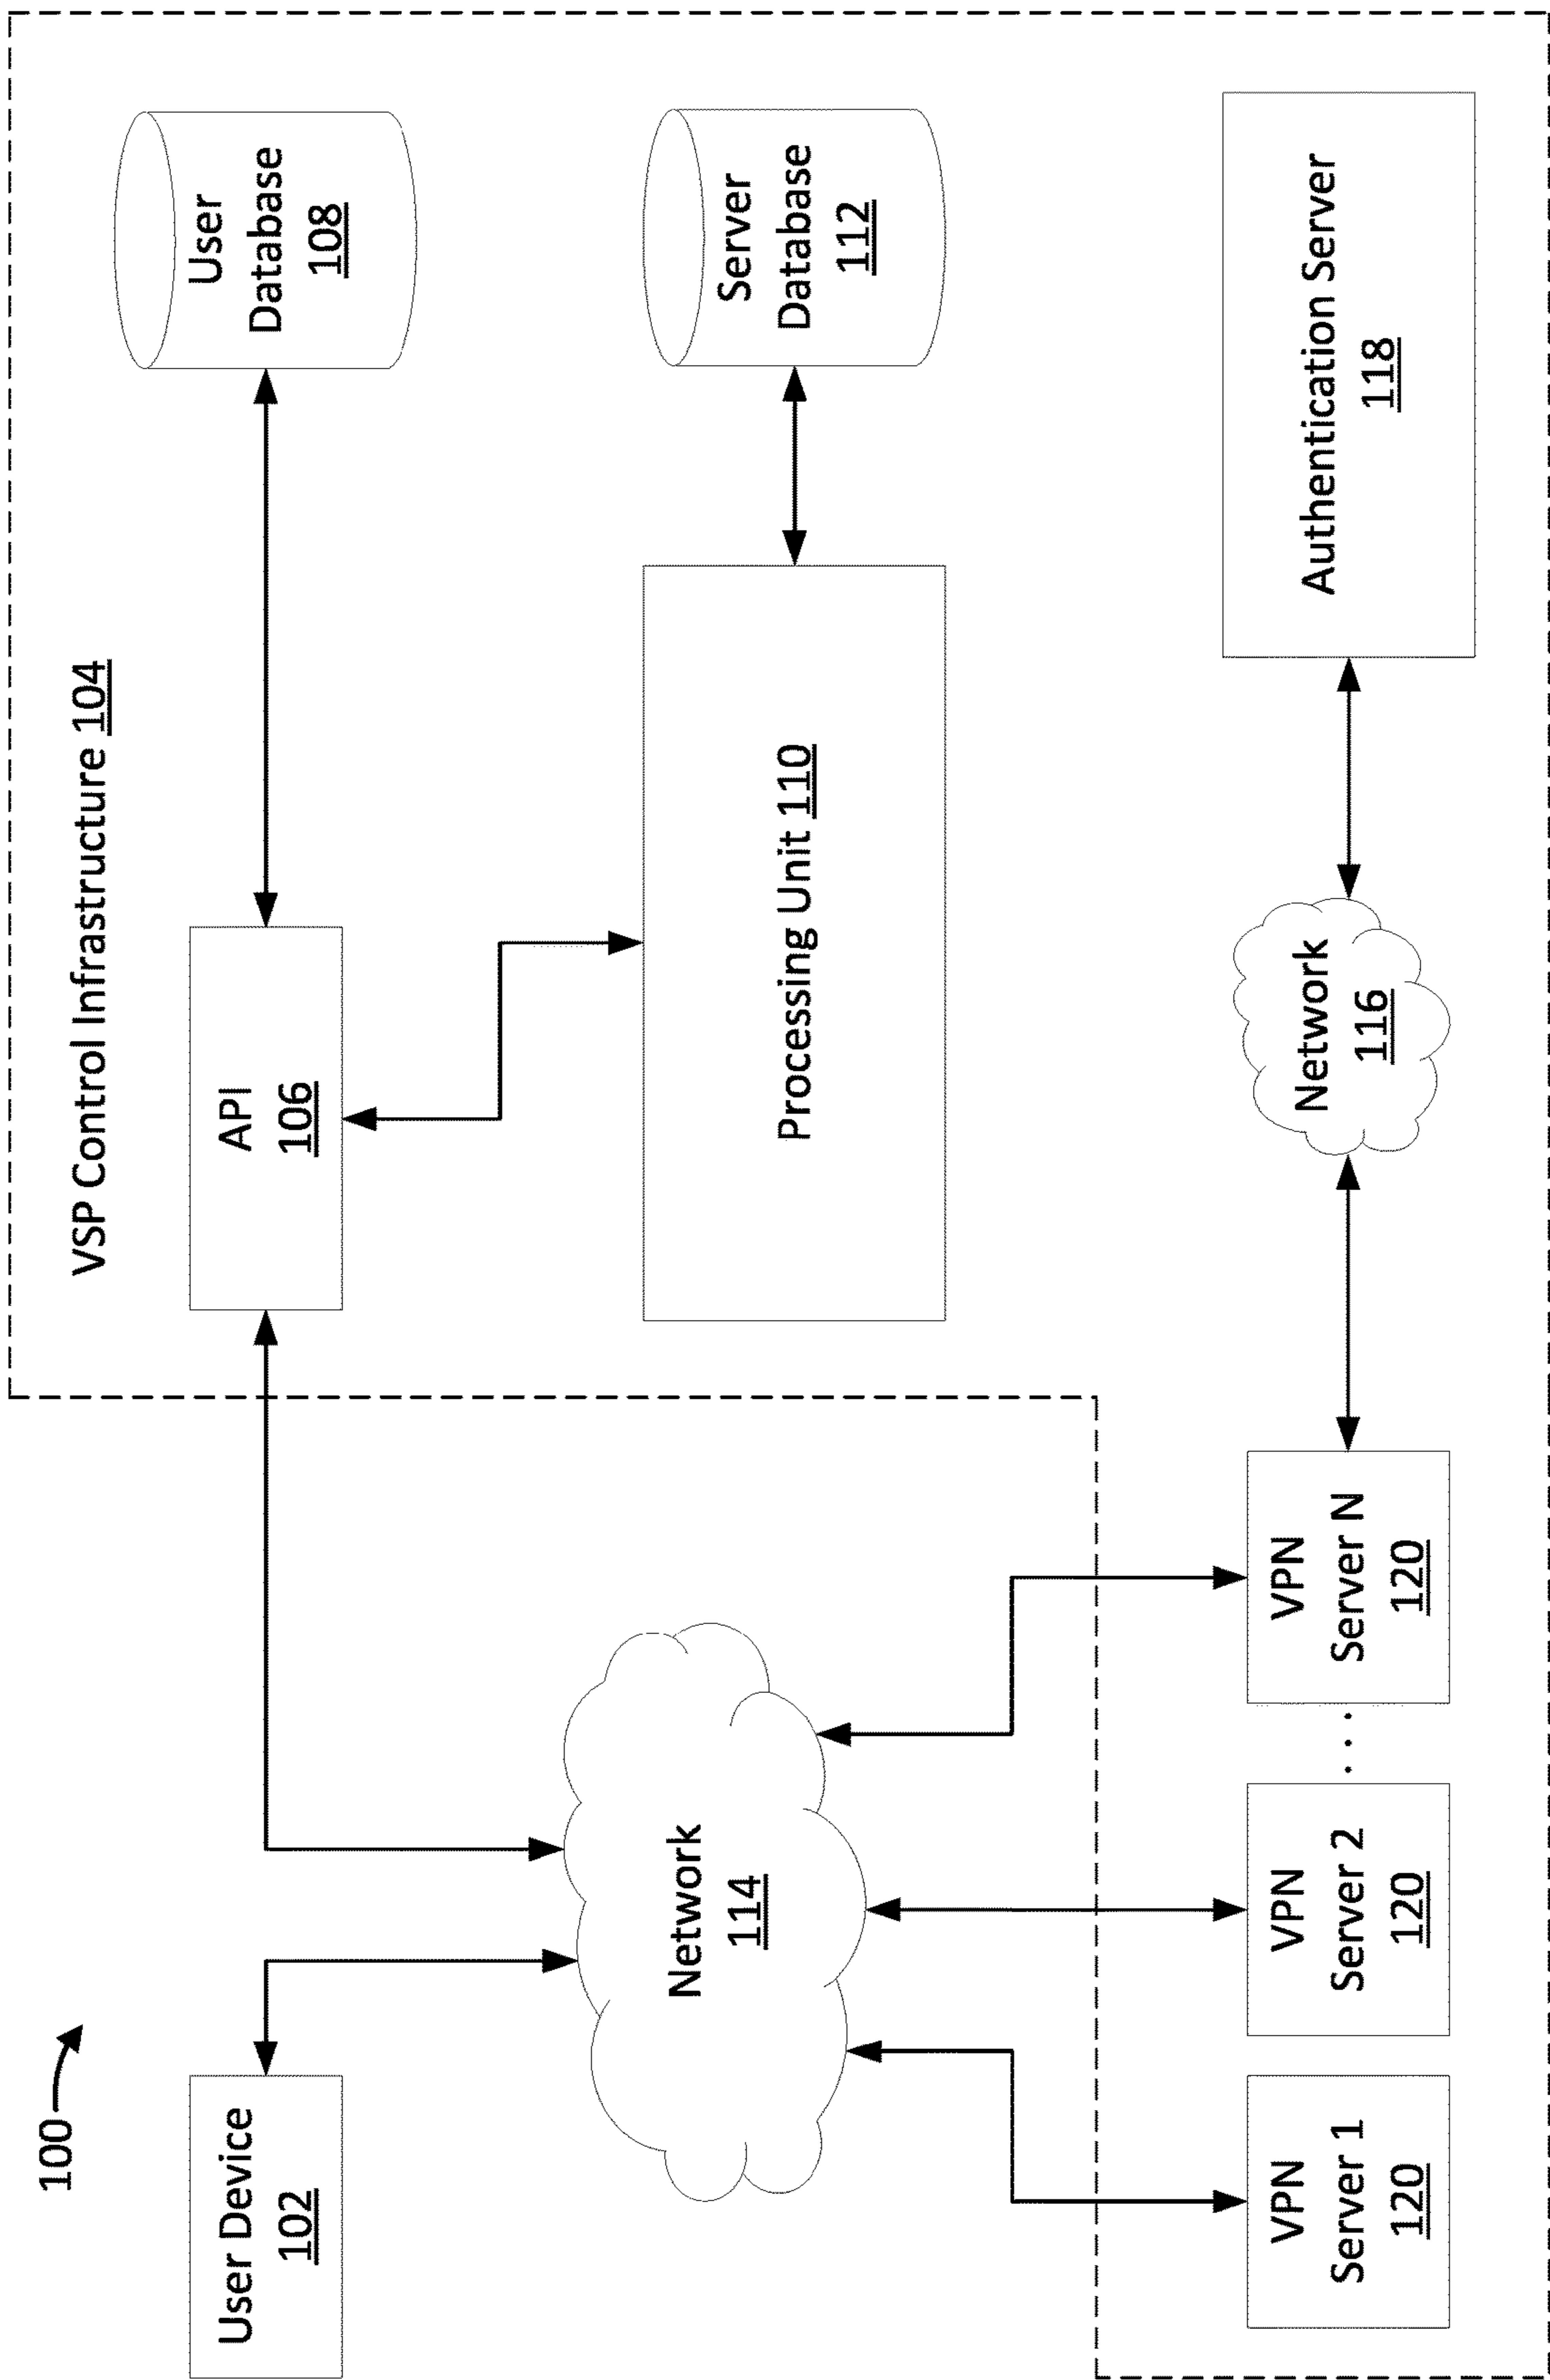 100
VSP Control Infrastructure 104
User Device
102
API
106
User
Database
108
Network
114
Processing Unit 110
Server
Database
112
VPN
Server 1
120
VPN
Server 2
120
. . .
VPN
Server N
120
Network
116
Authentication Server
118